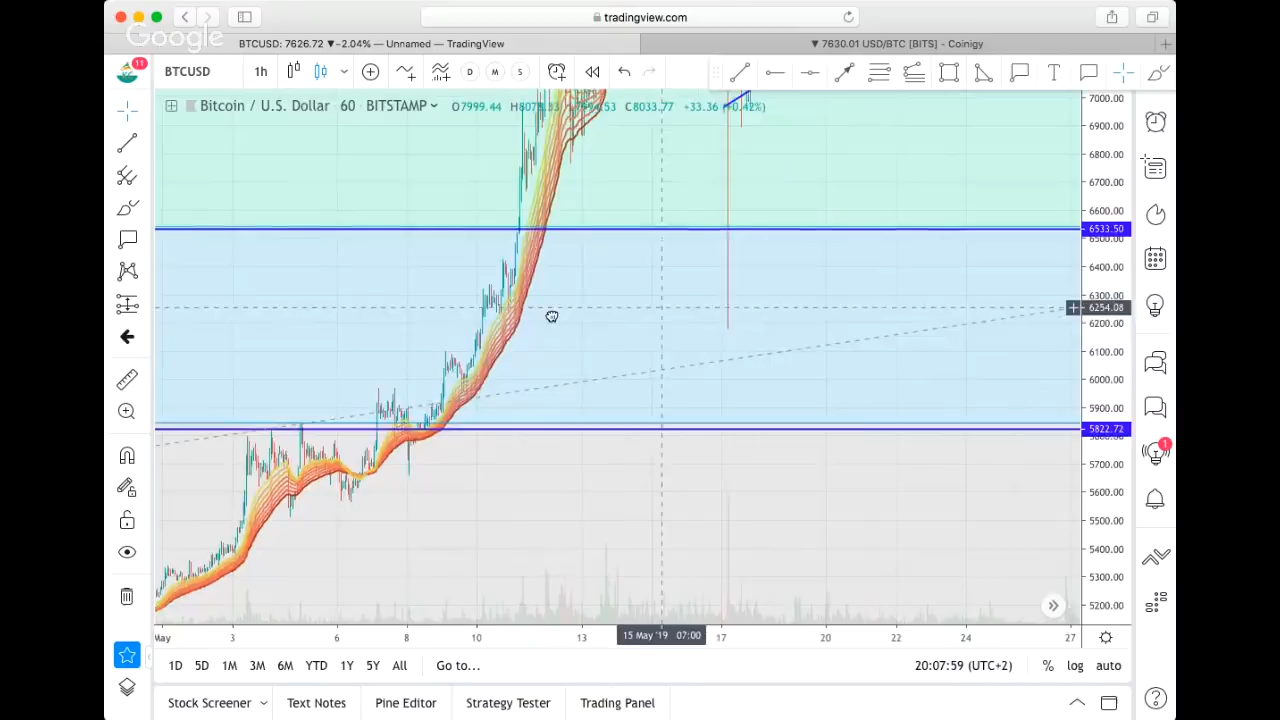 tradingview.com
Google
BTCUSD: 7626.72 ▼−2.04% — Unnamed — TradingView
▼ 7630.01 USD/BTC [BITS] - Coinigy
11
BTCUSD 1h D M S
Bitcoin / U.S. Dollar 60 BITSTAMP O7999.44 C8033.77 +33.36
7000.00
6900.00
6800.00
6700.00
6600.00
6533.50
6500.00
6400.00
6300.00
6254.08
6200.00
6100.00
6000.00
5900.00
5822.72
5700.00
5600.00
5500.00
5400.00
5300.00
5200.00
1
May 3 6 8 10 13 15 May '19 07:00 17 20 22 24 27
1D 5D 1M 3M 6M YTD 1Y 5Y All Go to... 20:07:59 (UTC+2) % log auto
Stock Screener Text Notes Pine Editor Strategy Tester Trading Panel